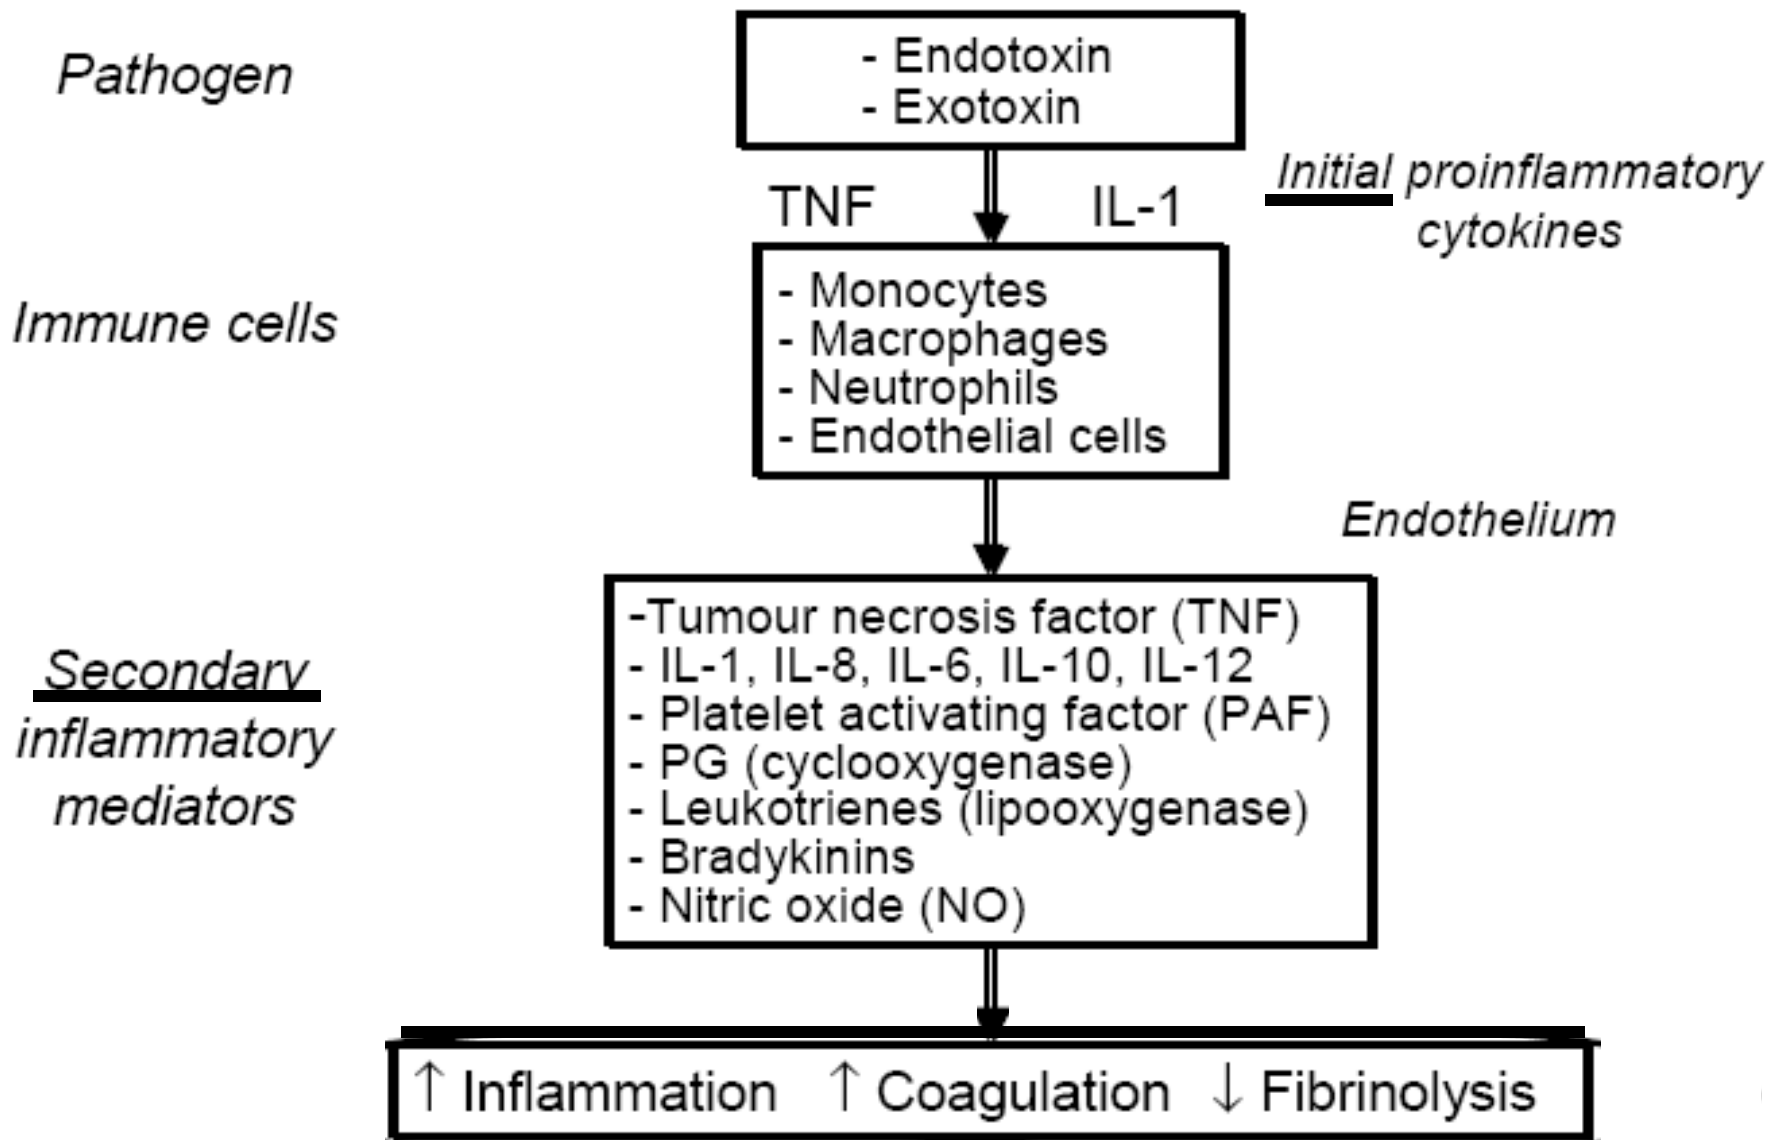 Pathogen
- Endotoxin
- Exotoxin
TNF
IL-1
Initial proinflammatory
cytokines
Immune cells
- Monocytes
- Macrophages
- Neutrophils
- Endothelial cells
Endothelium
Secondary
inflammatory
mediators
-Tumour necrosis factor (TNF)
- IL-1, IL-8, IL-6, IL-10, IL-12
- Platelet activating factor (PAF)
- PG (cyclooxygenase)
- Leukotrienes (lipooxygenase)
- Bradykinins
- Nitric oxide (NO)
↑ Inflammation ↑ Coagulation ↓ Fibrinolysis